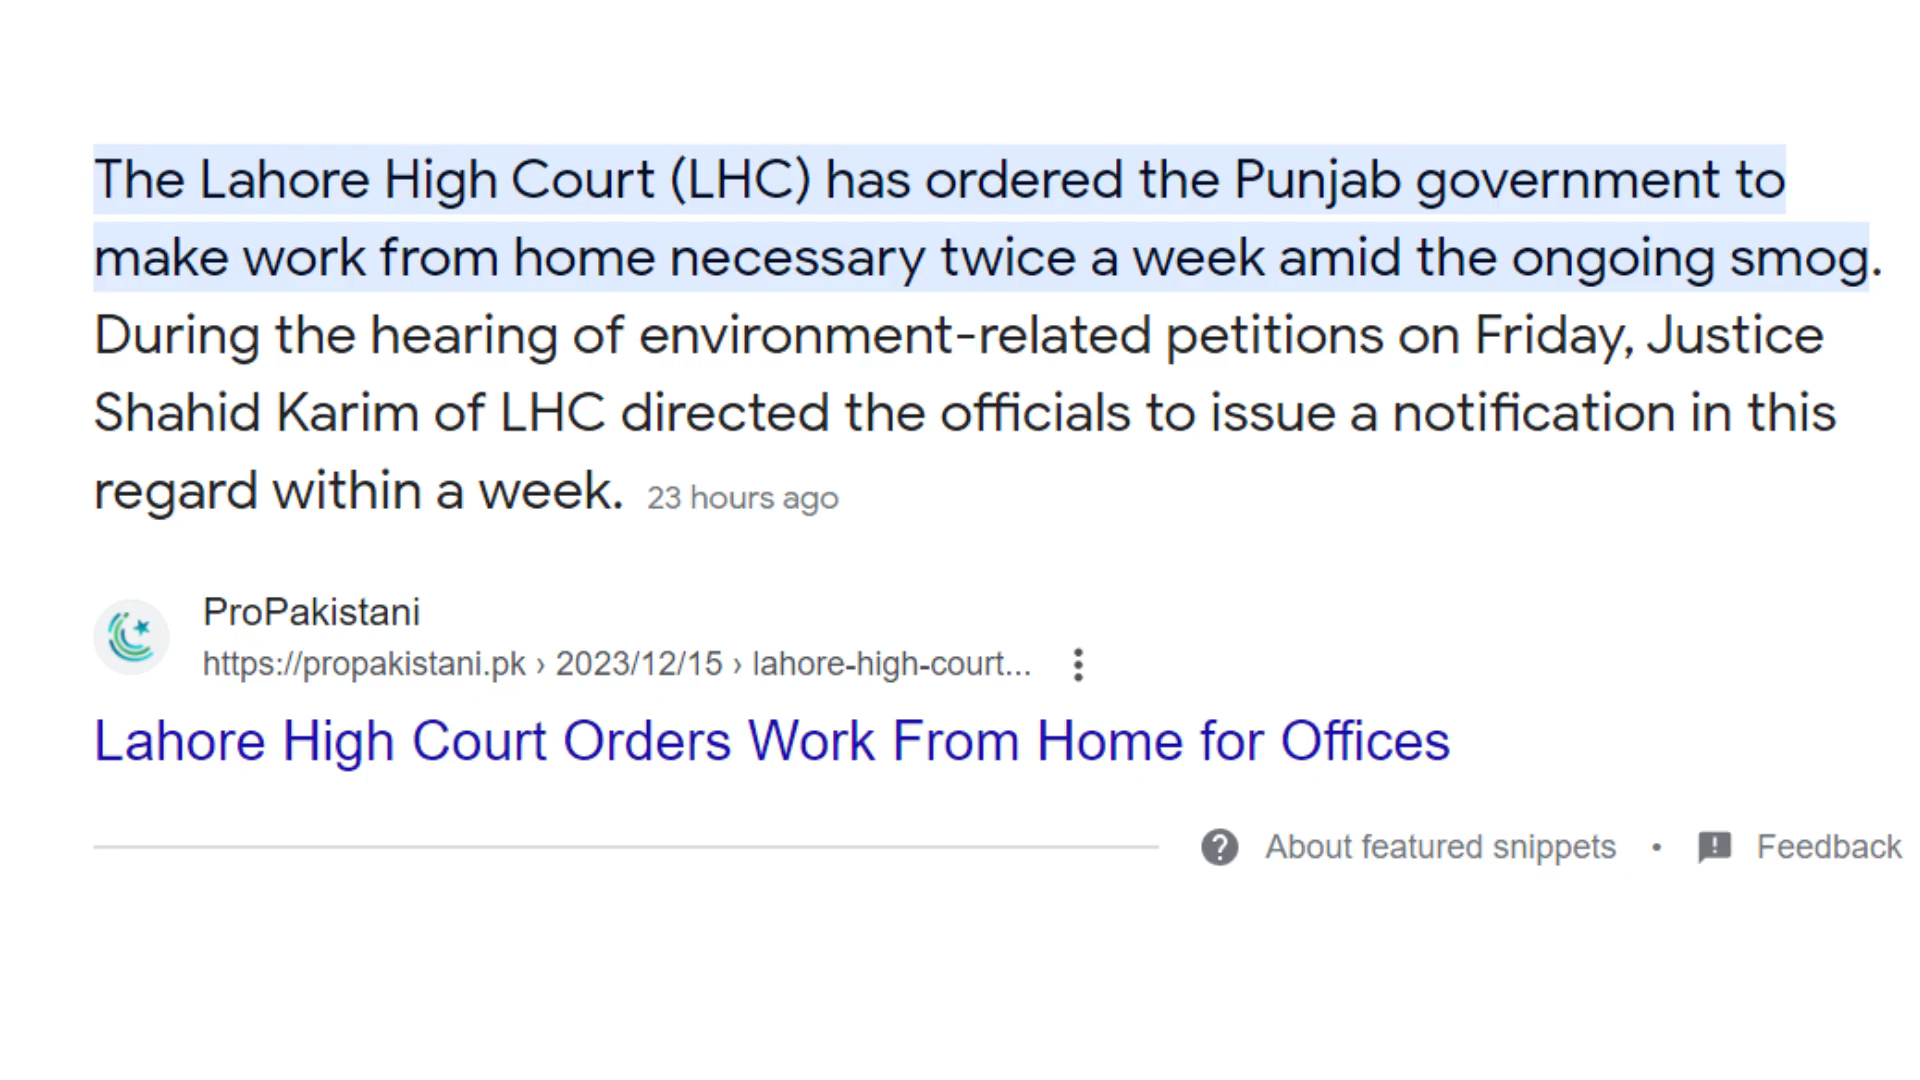 The Lahore High Court (LHC) has ordered the Punjab government to
make work from home necessary twice a week amid the ongoing smog.
During the hearing of environment-related petitions on Friday, Justice
Shahid Karim of LHC directed the officials to issue a notification in this
regard within a week. 23 hours ago
ProPakistani
https://propakistani.pk › 2023/12/15 › lahore-high-court...
Lahore High Court Orders Work From Home for Offices
About featured snippets • Feedback